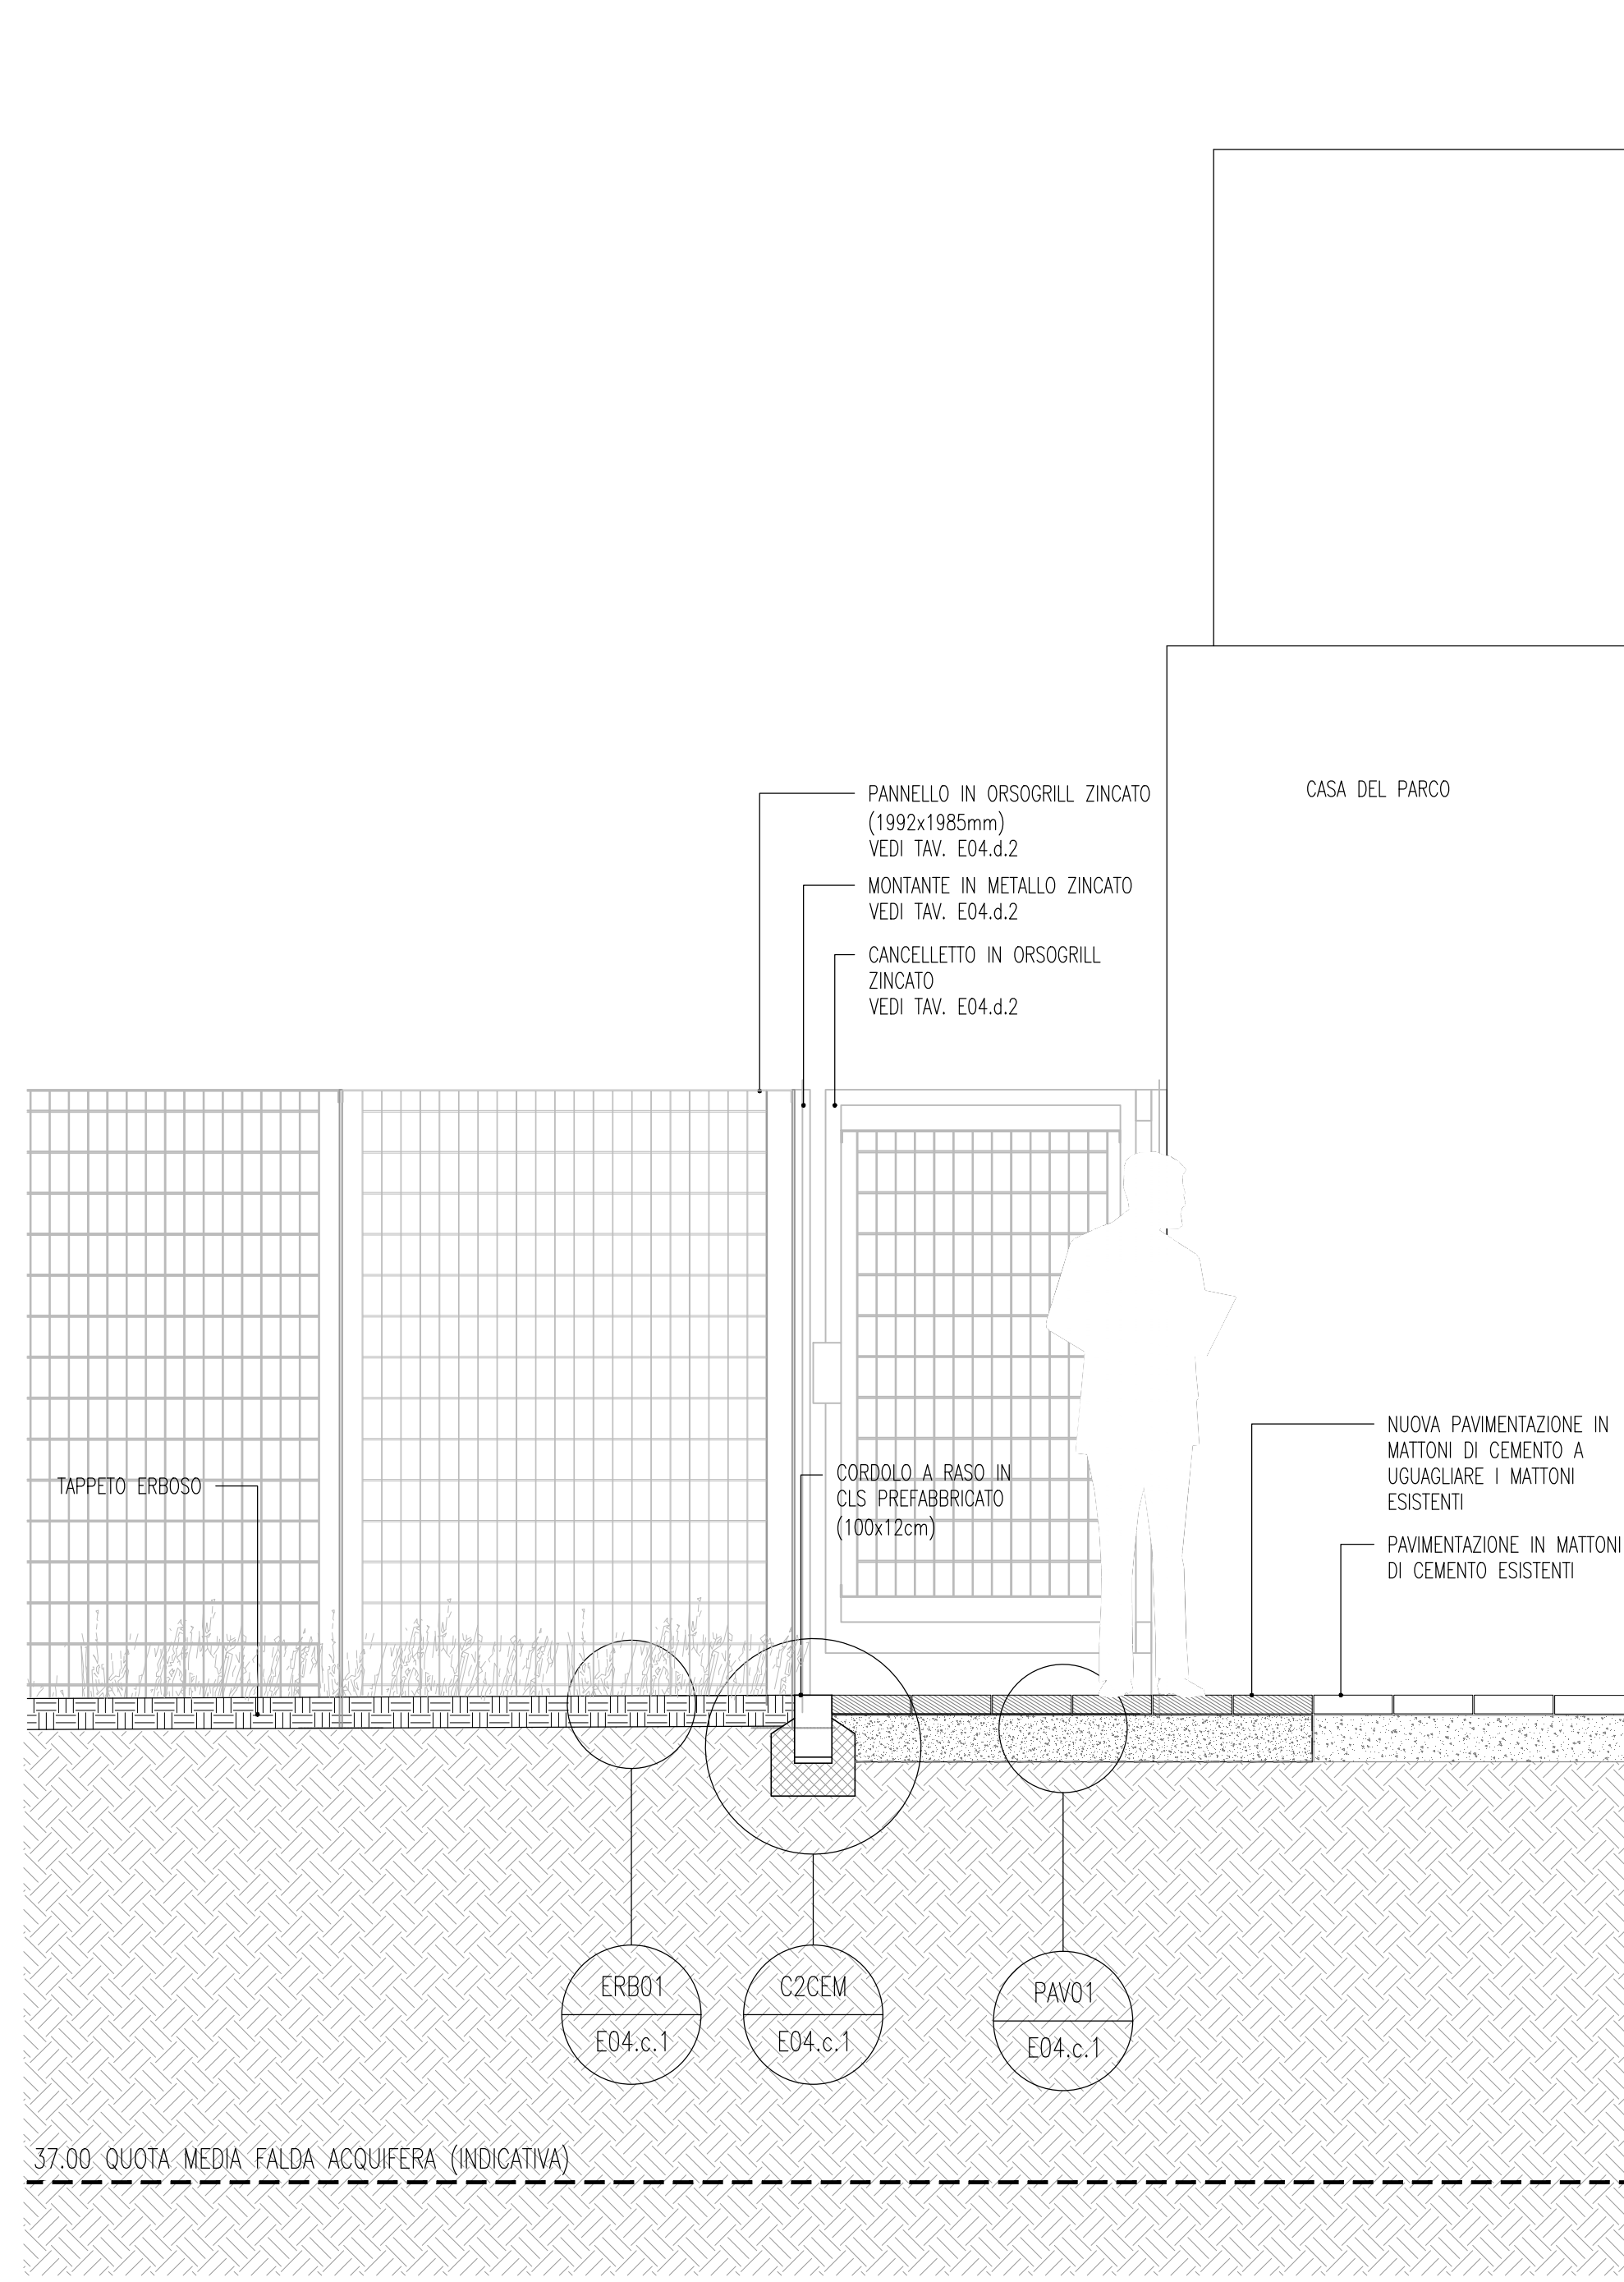 CASA DEL PARCO
PANNELLO IN ORSOGRILL ZINCATO
(1992x1985mm)
VEDI TAV. E04.d.2
MONTANTE IN METALLO ZINCATO
VEDI TAV. E04.d.2
CANCELLETTO IN ORSOGRILL
ZINCATO
VEDI TAV. E04.d.2
NUOVA PAVIMENTAZIONE IN
MATTONI DI CEMENTO A
UGUAGLIARE I MATTONI
ESISTENTI
TAPPETO ERBOSO
CORDOLO A RASO IN
CLS PREFABBRICATO
(100x12cm)
PAVIMENTAZIONE IN MATTONI
DI CEMENTO ESISTENTI
ERB01
E04.c.1
C2CEM
E04.c.1
PAV01
E04.c.1
37.00 QUOTA MEDIA FALDA ACQUIFERA (INDICATIVA)